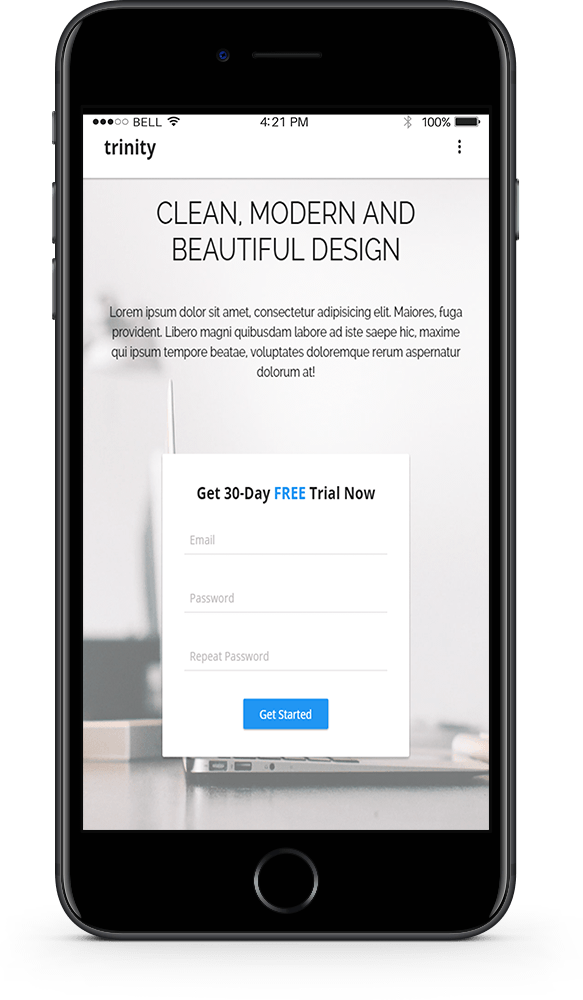 BELL 4:21 PM 100%
trinity
CLEAN, MODERN AND
BEAUTIFUL DESIGN
Lorem ipsum dolor sit amet, consectetur adipisicing elit. Maiores, fuga
provident. Libero magni quibusdam labore ad iste saepe hic, maxime
qui ipsum tempore beatae, voluptates doloremque rerum aspernatur
dolorum at!
Get 30-Day FREE Trial Now
Email
Password
Repeat Password
Get Started